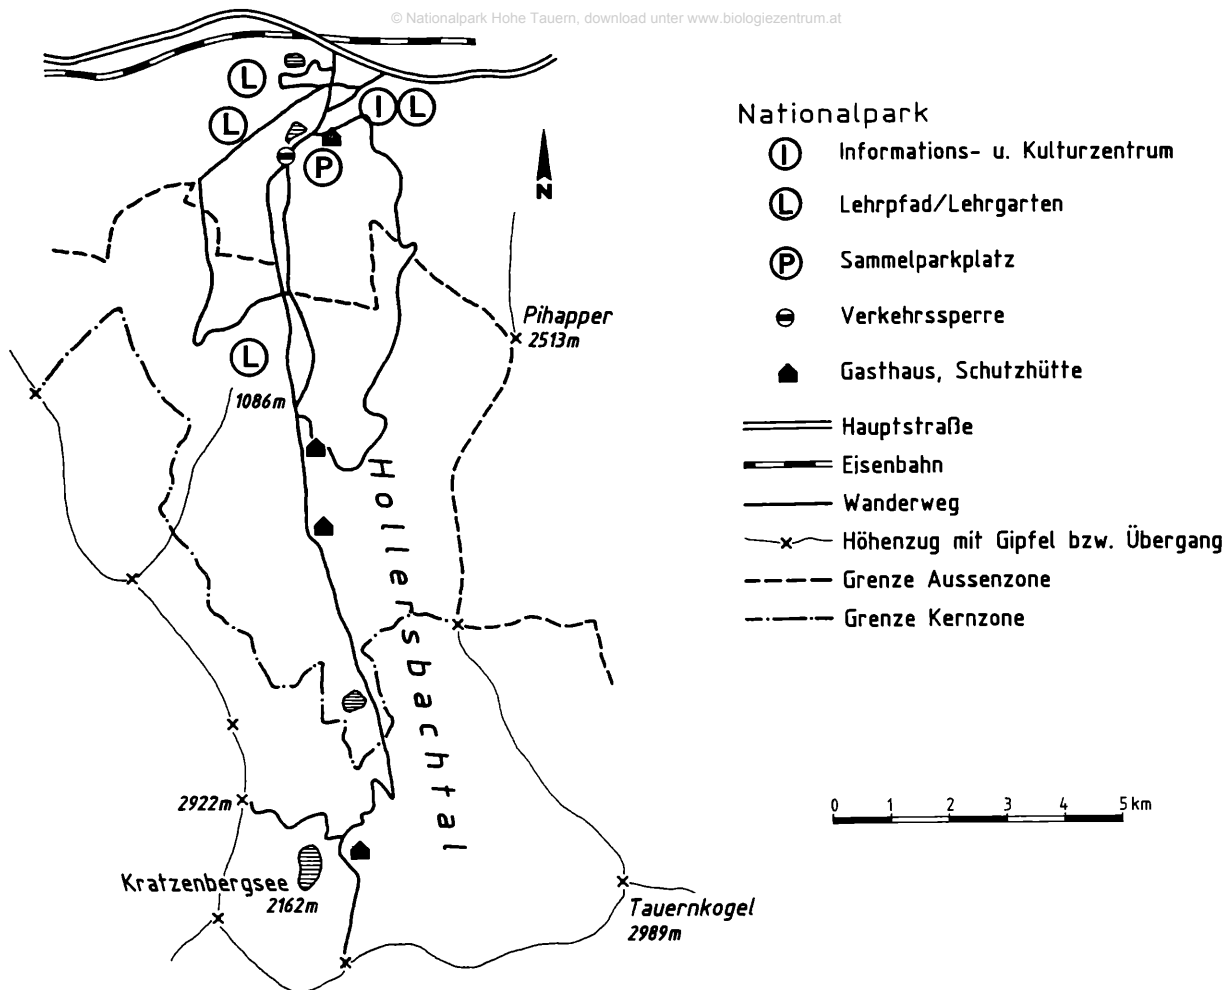 © Nationalpark Hohe Tauern, download unter www.biologiezentrum.at
L
L
I L
P
N
L
Pihapper
2513m
1086m
Hollersbachtal
2922m
Kratzenbergsee
2162m
Tauernkogel
2989m
Nationalpark
I Informations- u. Kulturzentrum
L Lehrpfad/Lehrgarten
P Sammelparkplatz
Verkehrssperre
Gasthaus, Schutzhütte
Hauptstraße
Eisenbahn
Wanderweg
Höhenzug mit Gipfel bzw. Übergang
Grenze Aussenzone
Grenze Kernzone
0 1 2 3 4 5 km